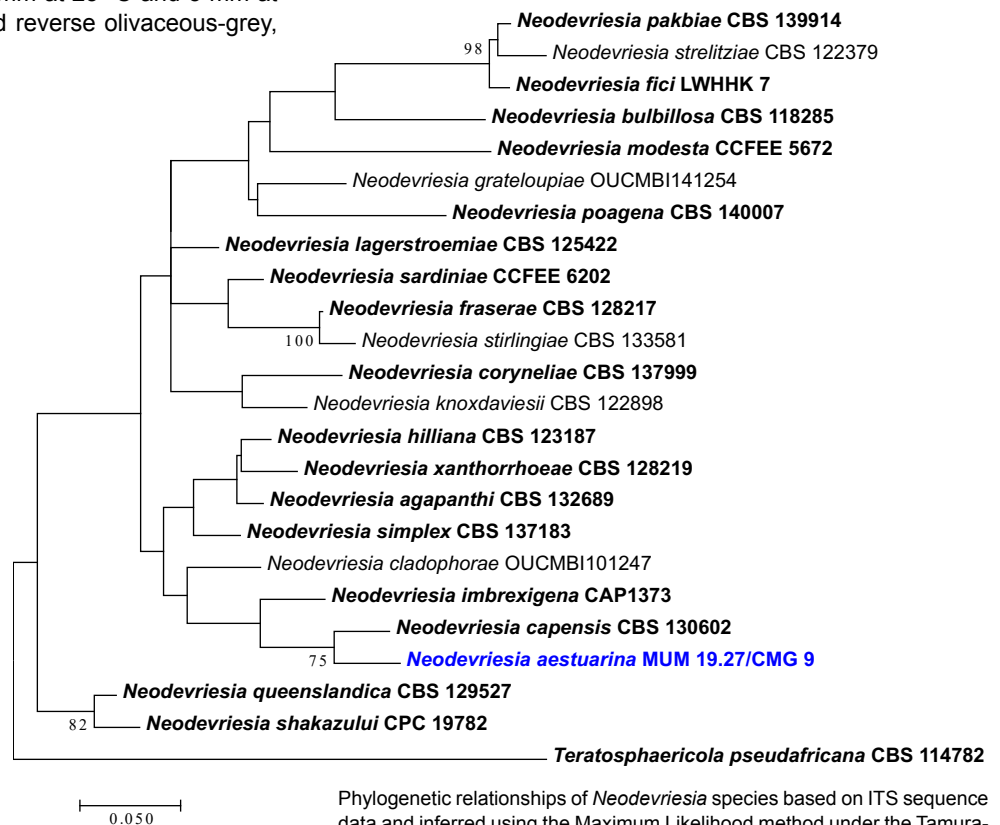 mm at
d reverse olivaceous-grey,
Neodevriesia pakbiae CBS 139914
Neodevriesia strelitziae CBS 122379
98
Neodevriesia fici LWHHK 7
Neodevriesia bulbillosa CBS 118285
Neodevriesia modesta CCFEE 5672
Neodevriesia grateloupiae OUCMBI141254
Neodevriesia poagena CBS 140007
Neodevriesia lagerstroemiae CBS 125422
Neodevriesia sardiniae CCFEE 6202
Neodevriesia fraserae CBS 128217
100
Neodevriesia stirlingiae CBS 133581
Neodevriesia coryneliae CBS 137999
Neodevriesia knoxdaviesii CBS 122898
Neodevriesia hilliana CBS 123187
Neodevriesia xanthorrhoeae CBS 128219
Neodevriesia agapanthi CBS 132689
Neodevriesia simplex CBS 137183
Neodevriesia cladophorae OUCMBI101247
Neodevriesia imbrexigena CAP1373
Neodevriesia capensis CBS 130602
75
Neodevriesia aestuarina MUM 19.27/CMG 9
Neodevriesia queenslandica CBS 129527
82
Neodevriesia shakazului CPC 19782
Teratosphaericola pseudafricana CBS 114782
0.050
Phylogenetic relationships of Neodevriesia species based on ITS sequence
data and inferred using the Maximum Likelihood method under the Tamura-